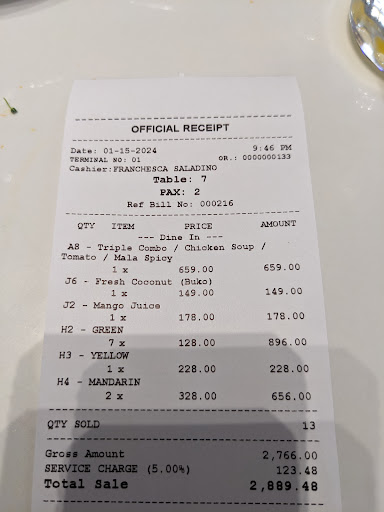 OFFICIAL RECEIPT
Date: 01-15-2024 9:46 PM
TERMINAL NO: 01 OR.: 0000000133
Cashier:FRANCHESCA SALADINO
Table: 7
PAX: 2
Ref Bill No: 000216
QTY ITEM PRICE AMOUNT
--- Dine In ---
A8 - Triple Combo / Chicken Soup /
Tomato / Mala Spicy
1 x 659.00 659.00
J6 - Fresh Coconut (Buko)
1 x 149.00 149.00
J2 - Mango Juice
1 x 178.00 178.00
H2 - GREEN
7 x 128.00 896.00
H3 - YELLOW
1 x 228.00 228.00
H4 - MANDARIN
2 x 328.00 656.00
QTY SOLD 13
Gross Amount 2,766.00
SERVICE CHARGE (5.00%) 123.48
Total Sale 2,889.48